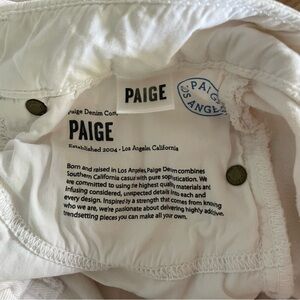 PAIGE
PAIGE
LOS ANGEL
Paige Denim Com
PAIGE
Established 2004 - Los Angeles, California
Born and raised in Los Angeles, Paige Denim combines
Southern California casual with pure sophistication. We
are committed to using the highest quality materials and
infusing considered, unexpected details into each and
every design. Inspired by a strength that comes from knowing
who we are, we're passionate about delivering highly addictive,
trendsetting pieces you can make all your own.